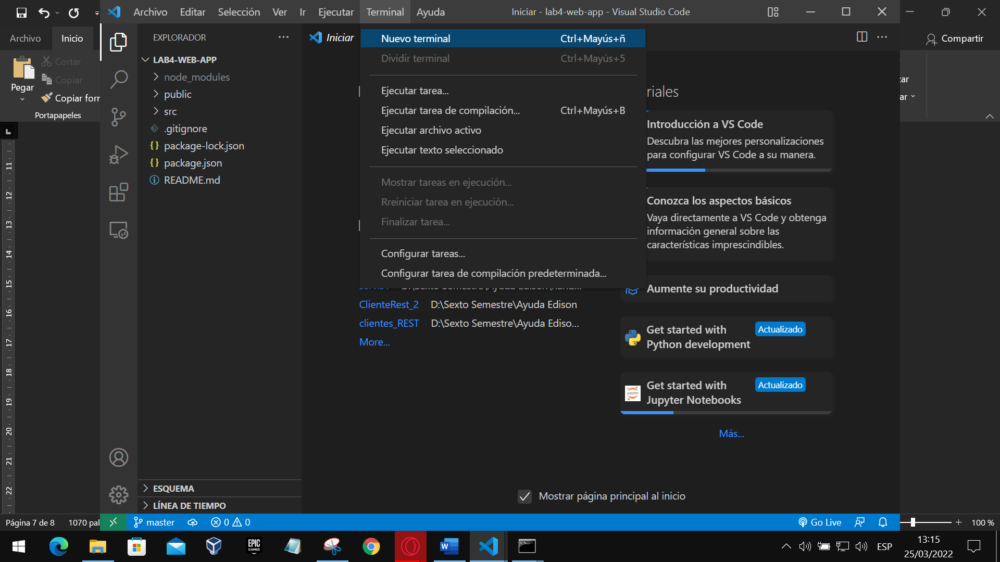 Archivo
Editar
Selección
Ver
Ir
Ejecutar
Terminal
Ayuda
Iniciar - lab4-web-app - Visual Studio Code
Archivo
Inicio
Compartir
Cortar
Copiar
Pegar
Copiar forr
Portapapeles
EXPLORADOR
LAB4-WEB-APP
node_modules
public
src
.gitignore
package-lock.json
package.json
README.md
ESQUEMA
LÍNEA DE TIEMPO
Iniciar
Nuevo terminal Ctrl+Mayús+ñ
Dividir terminal Ctrl+Mayús+5
Ejecutar tarea...
Ejecutar tarea de compilación... Ctrl+Mayús+B
Ejecutar archivo activo
Ejecutar texto seleccionado
Mostrar tareas en ejecución...
Rreiniciar tarea en ejecución...
Finalizar tarea...
Configurar tareas...
Configurar tarea de compilación predeterminada...
ClienteRest_2 D:\Sexto Semestre\Ayuda Edison
clientes_REST D:\Sexto Semestre\Ayuda Ediso...
More...
riales
Introducción a VS Code
Descubra las mejores personalizaciones
para configurar VS Code a su manera.
Conozca los aspectos básicos
Vaya directamente a VS Code y obtenga
información general sobre las
características imprescindibles.
Aumente su productividad
Get started with
Python development
Actualizado
Get started with
Jupyter Notebooks
Actualizado
Más...
Mostrar página principal al inicio
ar
11
12
13
14
15
16
17
18
19
20
21
22
Página 7 de 8
1070 pal
master
0
0
Go Live
100 %
EPIC
GAMES
ESP
13:15
25/03/2022